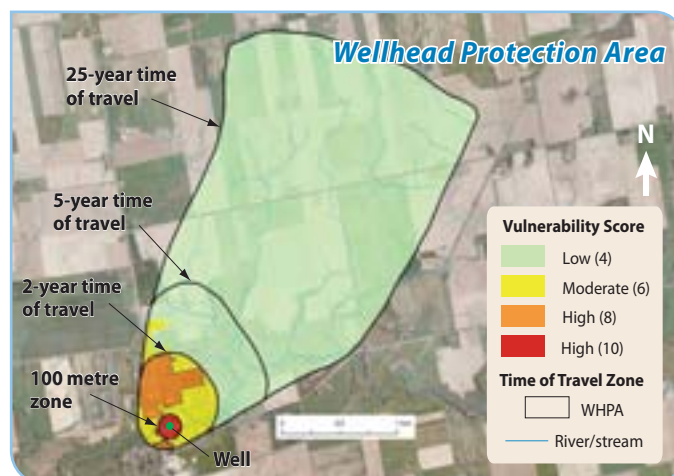 Wellhead Protection Area
25-year time
of travel
N
5-year time
of travel
Vulnerability Score
Low (4)
Moderate (6)
High (8)
High (10)
2-year time
of travel
100 metre
zone
Time of Travel Zone
WHPA
River/stream
Well